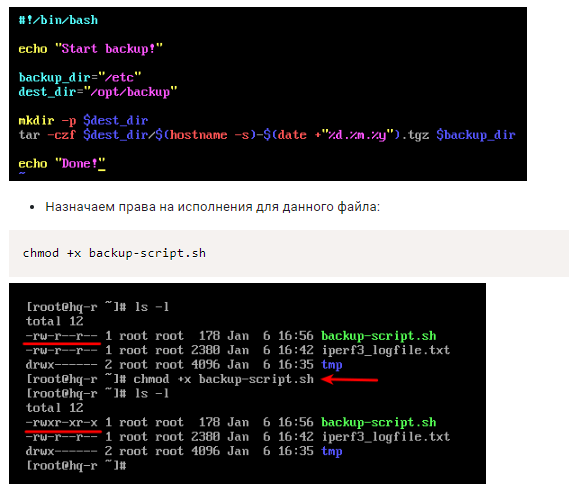 #!/bin/bash
echo "Start backup!"
backup_dir="/etc"
dest_dir="/opt/backup"
mkdir -p $dest_dir
tar -czf $dest_dir/$(hostname -s)-$(date +"%d.%m.%y").tgz $backup_dir
echo "Done!"
~
• Назначаем права на исполнения для данного файла:
chmod +x backup-script.sh
[root@hq-r ~]# ls -l
total 12
-rw-r--r-- 1 root root 178 Jan 6 16:56 backup-script.sh
-rw-r--r-- 1 root root 2380 Jan 6 16:42 iperf3_logfile.txt
drwx------ 2 root root 4096 Jan 6 16:35 tmp
[root@hq-r ~]# chmod +x backup-script.sh
[root@hq-r ~]# ls -l
total 12
-rwxr-xr-x 1 root root 178 Jan 6 16:56 backup-script.sh
-rw-r--r-- 1 root root 2380 Jan 6 16:42 iperf3_logfile.txt
drwx------ 2 root root 4096 Jan 6 16:35 tmp
[root@hq-r ~]#